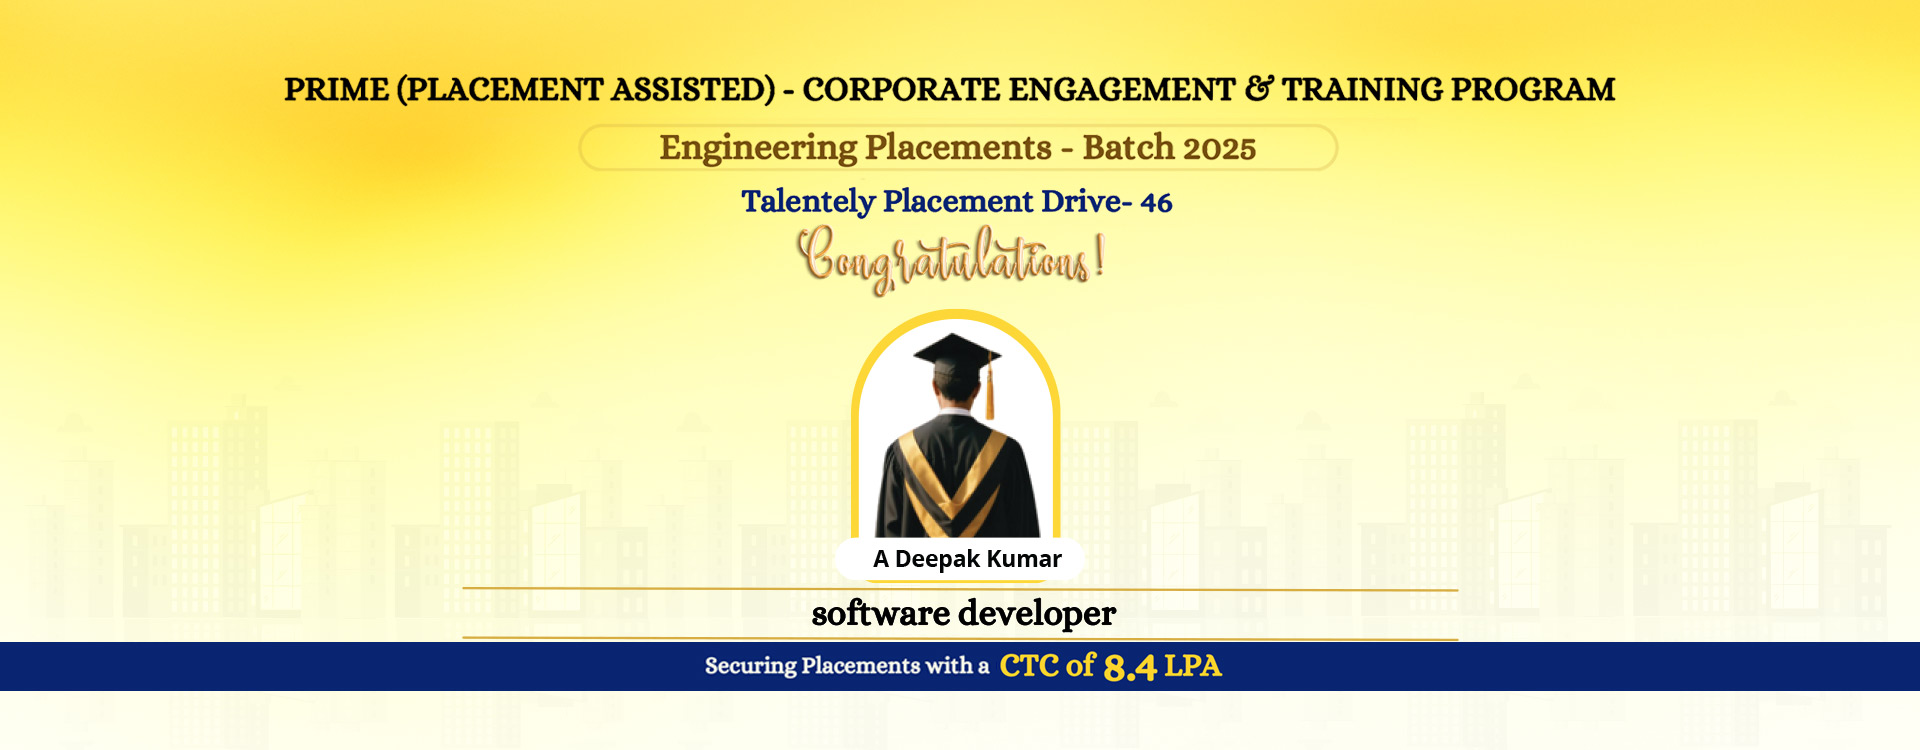 PRIME (PLACEMENT ASSISTED) - CORPORATE ENGAGEMENT & TRAINING PROGRAM
Engineering Placements - Batch 2025
Talentely Placement Drive- 46
Congratulations!
A Deepak Kumar
software developer
Securing Placements with a CTC of 8.4 LPA